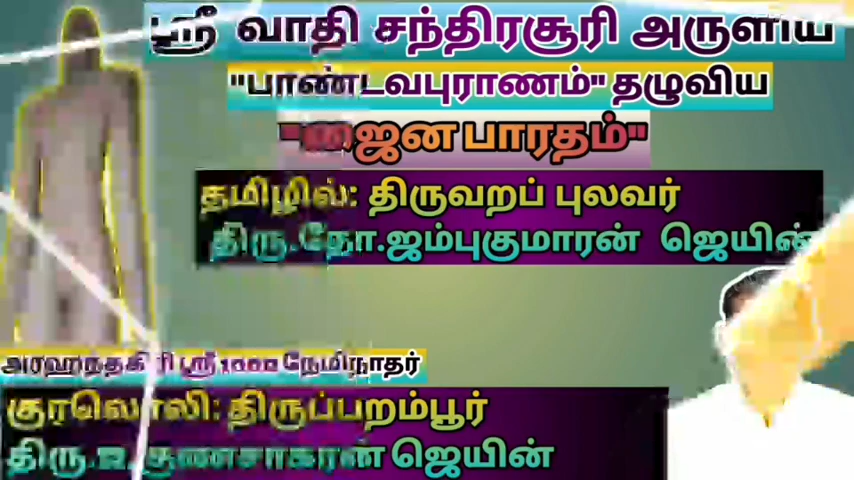 ஸ்ரீ வாதி சந்திரசூரி அருளிய
"பாண்டவபுராணம்" தழுவிய
"ஜைன பாரதம்"
தமிழில்: திருவறப் புலவர்
திரு.தோ.ஜம்புகுமாரன் ஜெயின்
அரஹந்தகிரி ஸ்ரீ 1008 நேமிநாதர்
குரலொலி: திருப்பறம்பூர்
திரு. குணசாகரன் ஜெயின்